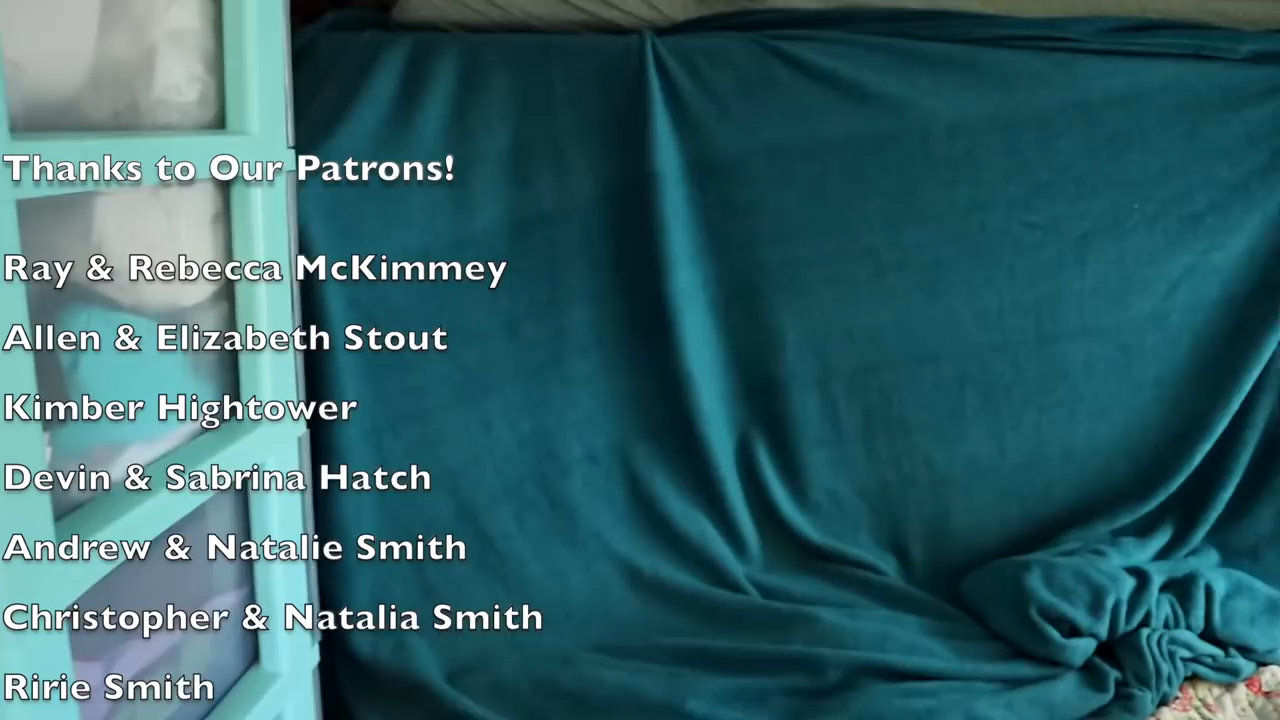 Thanks to Our Patrons!
Ray & Rebecca McKimmey
Allen & Elizabeth Stout
Kimber Hightower
Devin & Sabrina Hatch
Andrew & Natalie Smith
Christopher & Natalia Smith
Ririe Smith